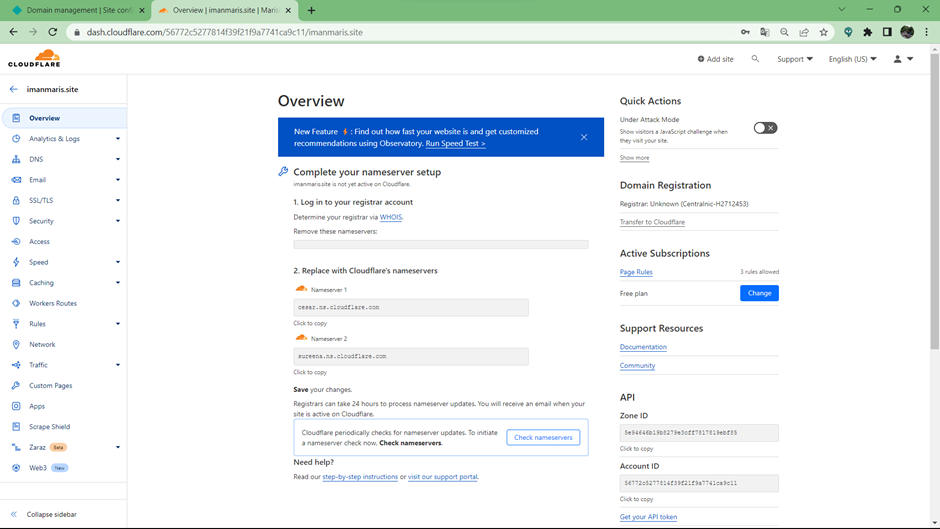 Domain management | Site conf
Overview | imanmaris.site | Maris
dash.cloudflare.com/56772c5277814f39f21f9a7741ca9c11/imanmaris.site
CLOUDFLARE
Add site
Support
English (US)
imanmaris.site
Overview
Analytics & Logs
DNS
Email
SSL/TLS
Security
Access
Speed
Caching
Workers Routes
Rules
Network
Traffic
Custom Pages
Apps
Scrape Shield
Zaraz Beta
Web3 New
Collapse sidebar
Overview
New Feature ⚡: Find out how fast your website is and get customized
recommendations using Observatory. Run Speed Test >
Complete your nameserver setup
imanmaris.site is not yet active on Cloudflare.
1. Log in to your registrar account
Determine your registrar via WHOIS.
Remove these nameservers:
2. Replace with Cloudflare's nameservers
Nameserver 1
cesar.ns.cloudflare.com
Click to copy
Nameserver 2
sureena.ns.cloudflare.com
Click to copy
Save your changes.
Registrars can take 24 hours to process nameserver updates. You will receive an email when your
site is active on Cloudflare.
Cloudflare periodically checks for nameserver updates. To initiate
a nameserver check now, Check nameservers.
Check nameservers
Need help?
Read our step-by-step instructions or visit our support portal.
Quick Actions
Under Attack Mode
Show visitors a JavaScript challenge when
they visit your site.
Show more
Domain Registration
Registrar: Unknown (Centralnic-H2712453)
Transfer to Cloudflare
Active Subscriptions
Page Rules
3 rules allowed
Free plan
Change
Support Resources
Documentation
Community
API
Zone ID
5e94646b19b8279e3cff7817819ebf85
Click to copy
Account ID
56772c5277814f39f21f9a7741ca9c11
Click to copy
Get your API token